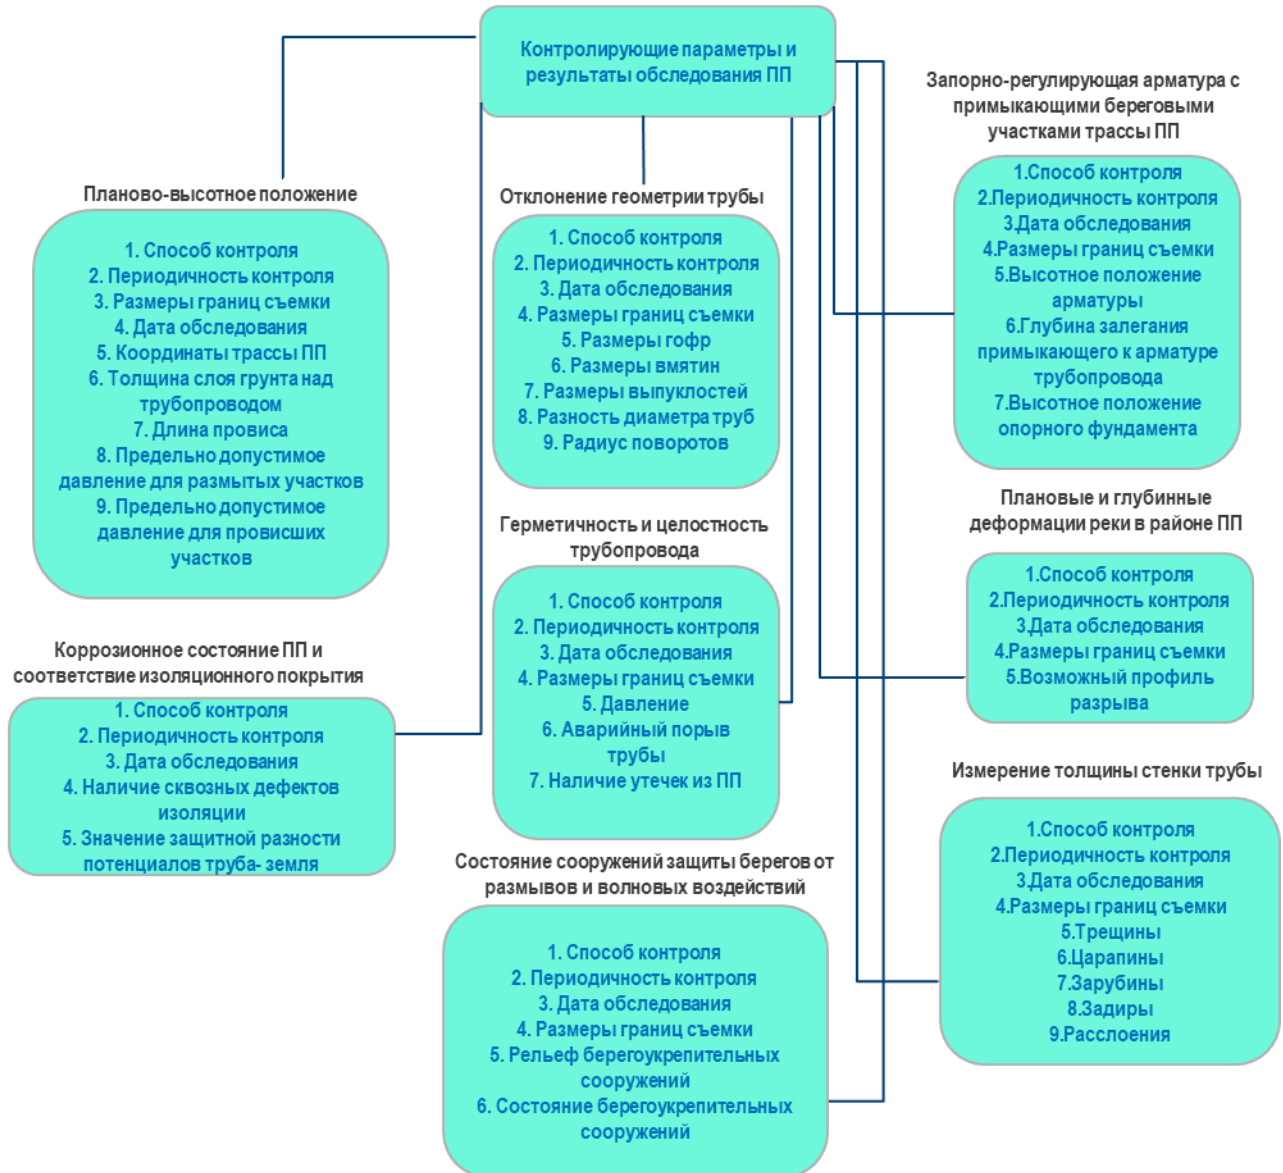 Контролирующие параметры и
результаты обследования ПП
Планово-высотное положение
1. Способ контроля
2. Периодичность контроля
3. Размеры границ съемки
4. Дата обследования
5. Координаты трассы ПП
6. Толщина слоя грунта над
трубопроводом
7. Длина провиса
8. Предельно допустимое
давление для размытых участков
9. Предельно допустимое
давление для провисших
участков
Коррозионное состояние ПП и
соответствие изоляционного покрытия
1. Способ контроля
2. Периодичность контроля
3. Дата обследования
4. Наличие сквозных дефектов
изоляции
5. Значение защитной разности
потенциалов труба- земля
Отклонение геометрии трубы
1. Способ контроля
2. Периодичность контроля
3. Дата обследования
4. Размеры границ съемки
5. Размеры гофр
6. Размеры вмятин
7. Размеры выпуклостей
8. Разность диаметра труб
9. Радиус поворотов
Герметичность и целостность
трубопровода
1. Способ контроля
2. Периодичность контроля
3. Дата обследования
4. Размеры границ съемки
5. Давление
6. Аварийный порыв
трубы
7. Наличие утечек из ПП
Состояние сооружений защиты берегов от
размывов и волновых воздействий
1. Способ контроля
2. Периодичность контроля
3. Дата обследования
4. Размеры границ съемки
5. Рельеф берегоукрепительных
сооружений
6. Состояние берегоукрепительных
сооружений
Запорно-регулирующая арматура с
примыкающими береговыми
участками трассы ПП
1.Способ контроля
2.Периодичность контроля
3.Дата обследования
4.Размеры границ съемки
5.Высотное положение
арматуры
6.Глубина залегания
примыкающего к арматуре
трубопровода
7.Высотное положение
опорного фундамента
Плановые и глубинные
деформации реки в районе ПП
1.Способ контроля
2.Периодичность контроля
3.Дата обследования
4.Размеры границ съемки
5.Возможный профиль
разрыва
Измерение толщины стенки трубы
1.Способ контроля
2.Периодичность контроля
3.Дата обследования
4.Размеры границ съемки
5.Трещины
6.Царапины
7.Зарубины
8.Задиры
9.Расслоения